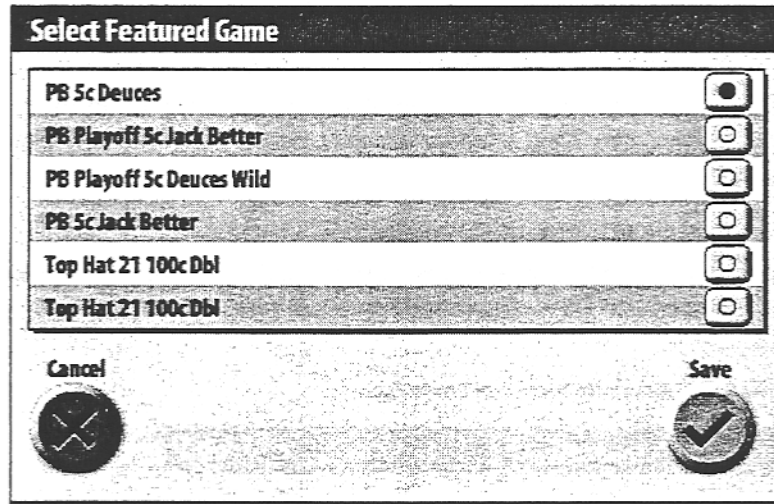 Select Featured Game
PB 5c Deuces
PB Playoff 5c Jack Better
PB Playoff 5c Deuces Wild
PB 5c Jack Better
Top Hat 21 100c Dbl
Top Hat 21 100c Dbl
Cancel
Save